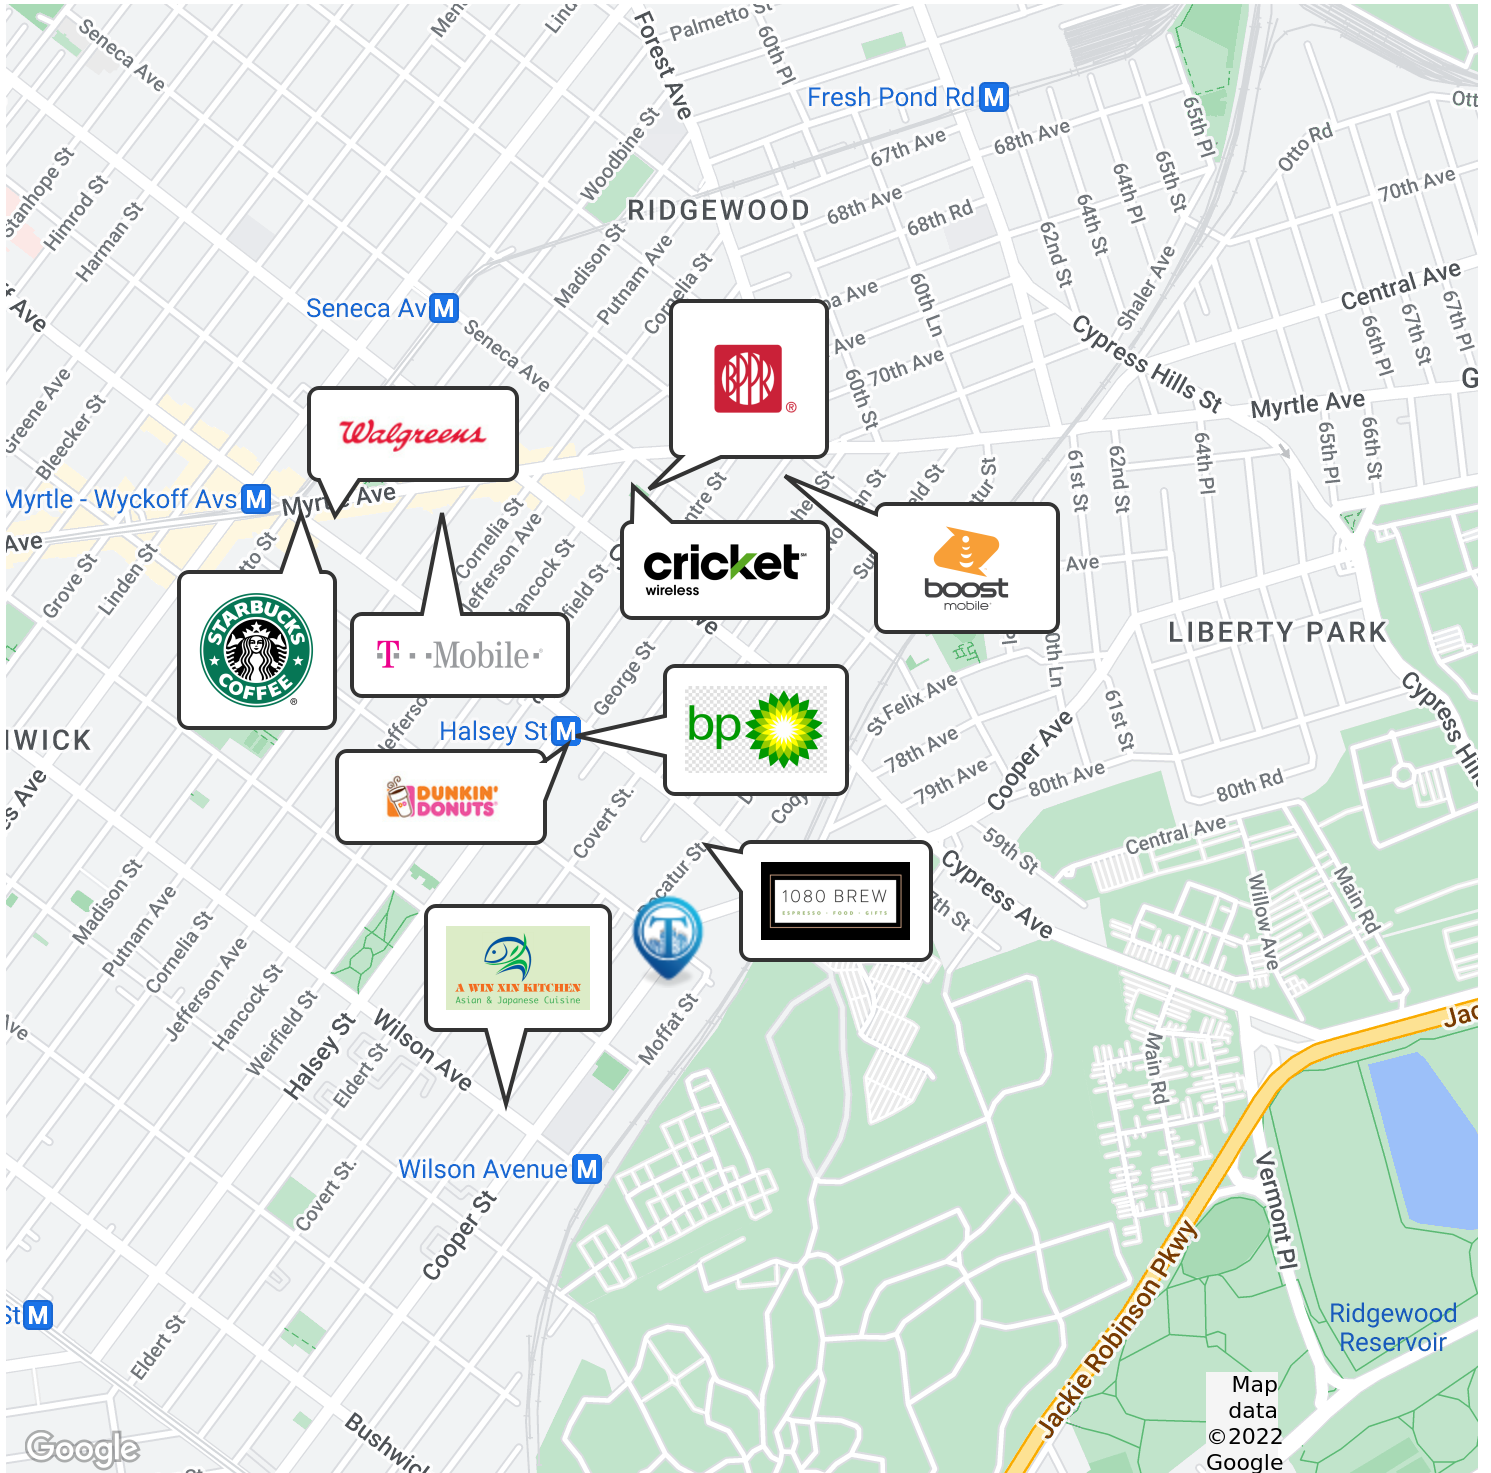 Seneca Ave
Forest Ave
Palmetto St
60th Pl
Fresh Pond Rd M
65th Pl
Otto Rd
67th Ave
68th Ave
Woodbine St
Stanhope St
Himrod St
Harman St
RIDGEWOOD
68th Ave
68th Rd
64th Pl
65th St
64th St
62nd St
70th Ave
Madison St
Putnam Ave
Cornelia St
60th Ln
Shaler Ave
Central Ave
66th Pl
67th St
67th Pl
Seneca Av M
Seneca Ave
Ave
70th Ave
60th St
Cypress Hills St
Myrtle Ave
BPPR
®
Greene Ave
Bleecker St
Walgreens
61st St
62nd St
64th Pl
65th Pl
66th St
Myrtle - Wyckoff Avs M
Myrtle Ave
Ave
Grove St
Linden St
Cornelia St
Jefferson Ave
Hancock St
cricket
wireless
boost
mobile
Ave
STARBUCKS
COFFEE
®
T - - Mobile -
George St
LIBERTY PARK
St Felix Ave
61st St
Cypress Hills
Halsey St M
bp
78th Ave
79th Ave
Cooper Ave
80th Ave
80th Rd
DUNKIN'
DONUTS
Covert St.
Central Ave
59th St
Cypress Ave
Willow Ave
Main Rd
Decatur St
1080 BREW
ESPRESSO · FOOD · GIFTS
Madison St
Putnam Ave
Cornelia St
Jefferson Ave
Hancock St
Weirfield St
Halsey St
Eldert St
Wilson Ave
A WIN XIN KITCHEN
Asian & Japanese Cuisine
T
Moffat St
Main Rd
Wilson Avenue M
Covert St.
Cooper St
Vermont Pl
Jackie Robinson Pkwy
Ridgewood
Reservoir
St M
Eldert St
Bushwick
Google
Map
data
©2022
Google